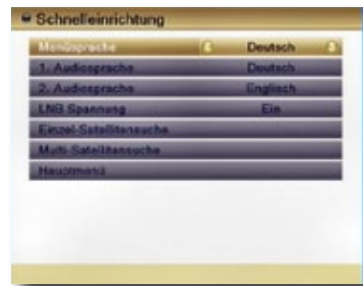 Schnelleinrichtung
Menüsprache Deutsch
1. Audiosprache Deutsch
2. Audiosprache Englisch
LNB Spannung Ein
Einzel-Satellitensuche
Multi-Satellitensuche
Hauptmenü